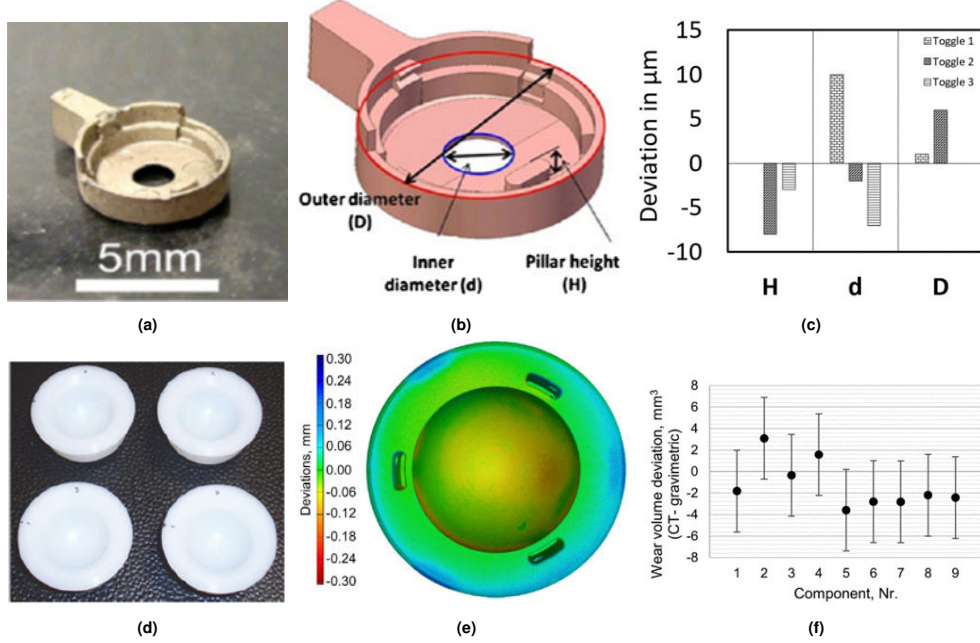 5mm
(a)
Outer diameter
(D)
Inner
diameter (d)
Pillar height
(H)
(b)
Deviation in µm
15
10
5
0
-5
-10
Toggle 1
Toggle 2
Toggle 3
H d D
(c)
(d)
Deviations, mm
0.30
0.24
0.18
0.12
0.06
0.00
-0.06
-0.12
-0.18
-0.24
-0.30
(e)
Wear volume deviation, mm³
(CT- gravimetric)
8
6
4
2
0
-2
-4
-6
-8
1 2 3 4 5 6 7 8 9
Component, Nr.
(f)